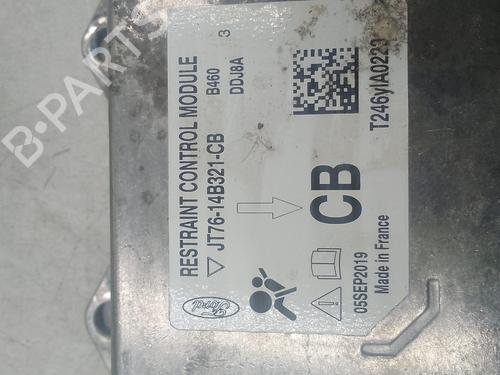 RESTRAINT CONTROL MODULE
JT76-14B321-CB
B460
DDJ8A
3
CB
T246yIA0223
Ford
05SEP2019
Made in France
B-PARTS